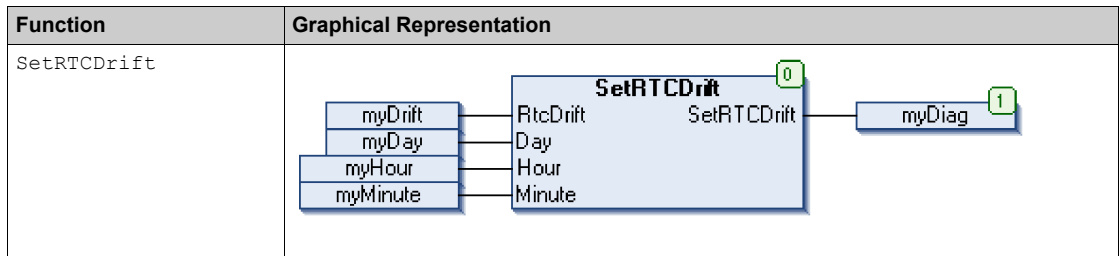 Function Graphical Representation
SetRTCDrift
0
SetRTCDrift
myDrift RtcDrift SetRTCDrift myDiag 1
myDay Day
myHour Hour
myMinute Minute